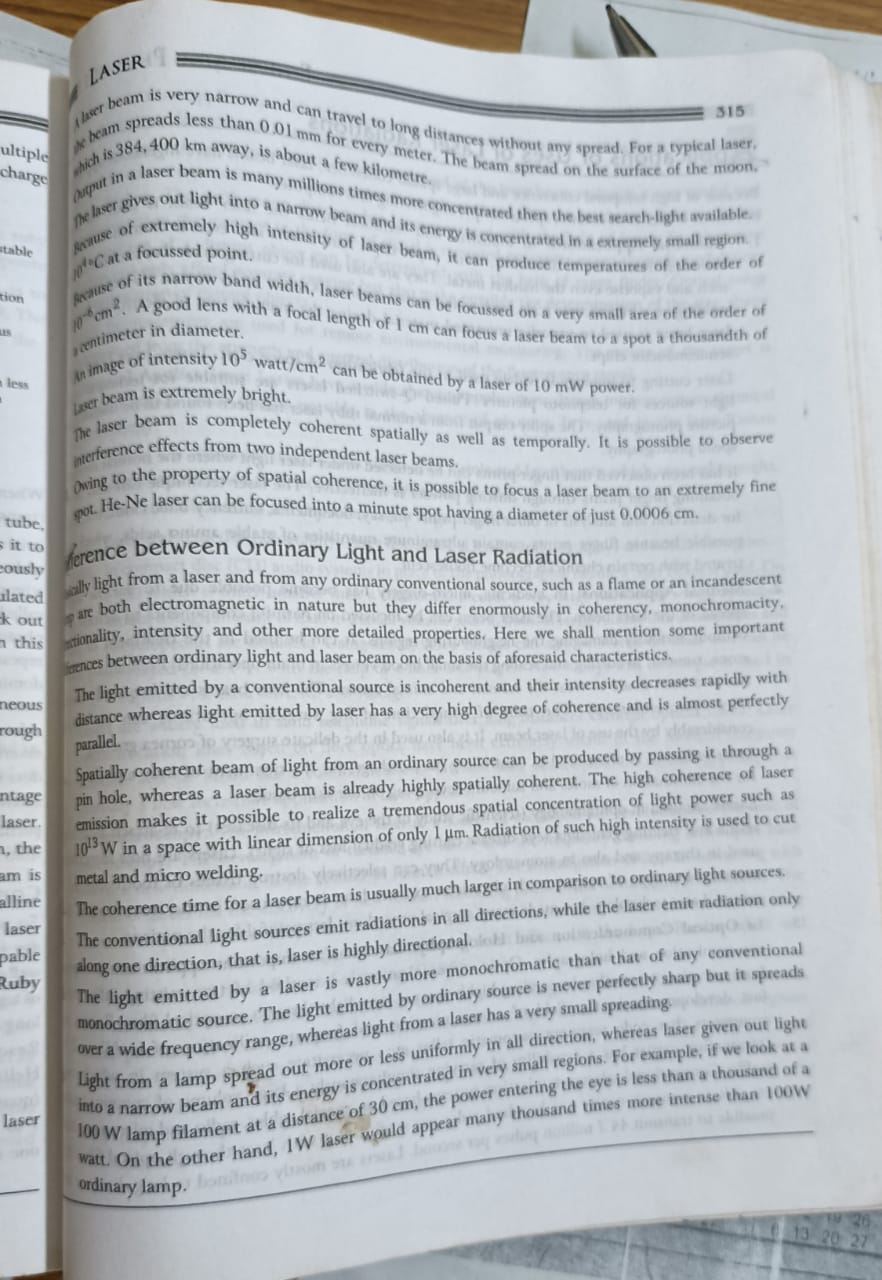 LASER
315
A laser beam is very narrow and can travel to long distances without any spread. For a typical laser,
the beam spreads less than 0.01 mm for every meter. The beam spread on the surface of the moon,
which is 384,400 km away, is about a few kilometre.
Output in a laser beam is many millions times more concentrated then the best search-light available.
The laser gives out light into a narrow beam and its energy is concentrated in a extremely small region.
Because of extremely high intensity of laser beam, it can produce temperatures of the order of
10⁴°C at a focussed point.
Because of its narrow band width, laser beams can be focussed on a very small area of the order of
10⁻⁶ cm². A good lens with a focal length of 1 cm can focus a laser beam to a spot a thousandth of
a centimeter in diameter.
An image of intensity 10⁵ watt/cm² can be obtained by a laser of 10 mW power.
Laser beam is extremely bright.
The laser beam is completely coherent spatially as well as temporally. It is possible to observe
interference effects from two independent laser beams.
Owing to the property of spatial coherence, it is possible to focus a laser beam to an extremely fine
spot. He-Ne laser can be focused into a minute spot having a diameter of just 0.0006 cm.
ference between Ordinary Light and Laser Radiation
ically light from a laser and from any ordinary conventional source, such as a flame or an incandescent
are both electromagnetic in nature but they differ enormously in coherency, monochromacity,
ctionality, intensity and other more detailed properties. Here we shall mention some important
erences between ordinary light and laser beam on the basis of aforesaid characteristics.
The light emitted by a conventional source is incoherent and their intensity decreases rapidly with
distance whereas light emitted by laser has a very high degree of coherence and is almost perfectly
parallel.
Spatially coherent beam of light from an ordinary source can be produced by passing it through a
pin hole, whereas a laser beam is already highly spatially coherent. The high coherence of laser
emission makes it possible to realize a tremendous spatial concentration of light power such as
10¹³ W in a space with linear dimension of only 1 μm. Radiation of such high intensity is used to cut
metal and micro welding.
The coherence time for a laser beam is usually much larger in comparison to ordinary light sources.
The conventional light sources emit radiations in all directions, while the laser emit radiation only
along one direction, that is, laser is highly directional.
The light emitted by a laser is vastly more monochromatic than that of any conventional
monochromatic source. The light emitted by ordinary source is never perfectly sharp but it spreads
over a wide frequency range, whereas light from a laser has a very small spreading.
Light from a lamp spread out more or less uniformly in all direction, whereas laser given out light
into a narrow beam and its energy is concentrated in very small regions. For example, if we look at a
100 W lamp filament at a distance of 30 cm, the power entering the eye is less than a thousand of a
watt. On the other hand, 1W laser would appear many thousand times more intense than 100W
ordinary lamp.
ultiple
charge
stable
tion
us
less
tube,
s it to
eously
ulated
k out
n this
neous
rough
ntage
laser.
n, the
am is
alline
laser
pable
Ruby
laser
13 20 27